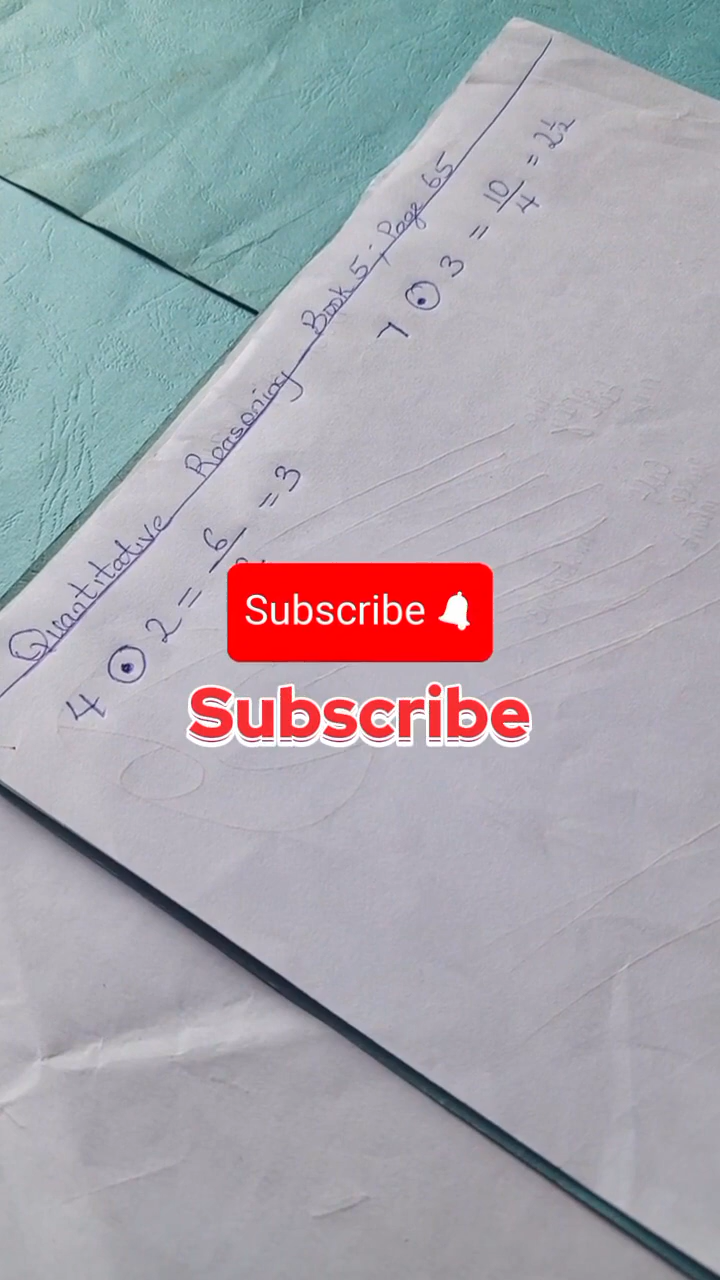 Quantitative Reasoning — Book 5; Page 65
4 ⊙ 2 = 6/ = 3
7 ⊙ 3 = 10/4 = 2½
Subscribe
Subscribe